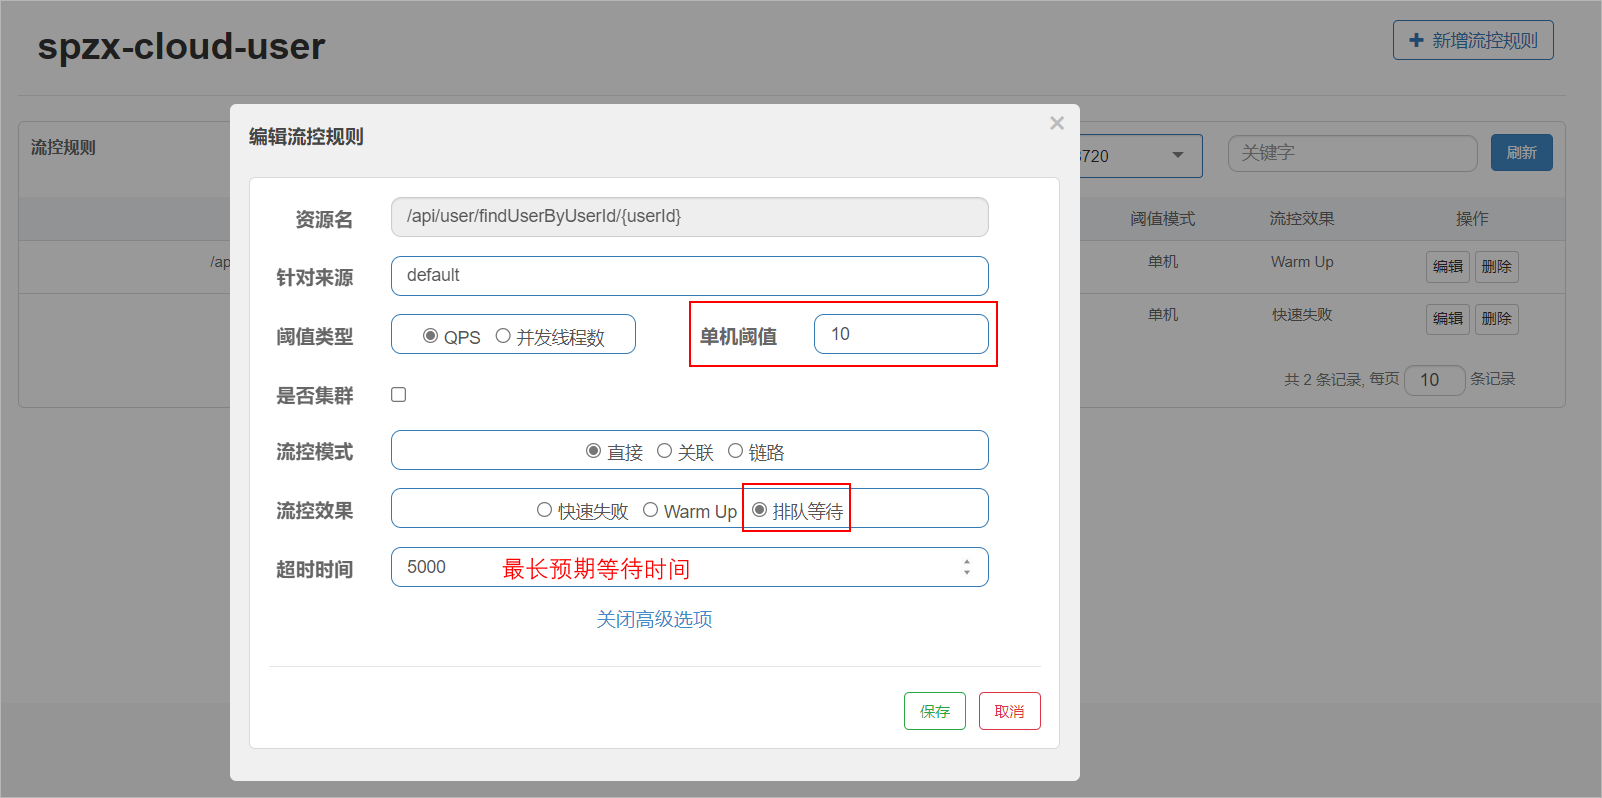 spzx-cloud-user
新增流控规则
流控规则
720
关键字
刷新
阈值模式 流控效果 操作
/ap
单机 Warm Up 编辑 删除
单机 快速失败 编辑 删除
共 2 条记录, 每页 10 条记录
编辑流控规则
×
资源名 /api/user/findUserByUserId/{userId}
针对来源 default
阈值类型 QPS 并发线程数 单机阈值 10
是否集群
流控模式 直接 关联 链路
流控效果 快速失败 Warm Up 排队等待
超时时间 5000 最长预期等待时间
关闭高级选项
保存 取消